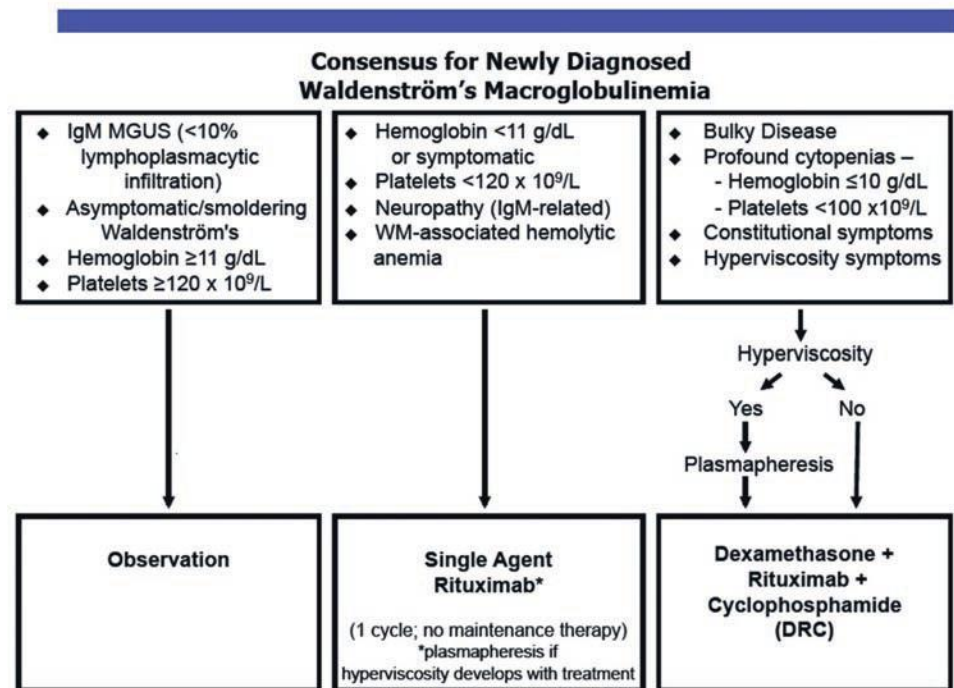 Consensus for Newly Diagnosed
Waldenström's Macroglobulinemia
◆ IgM MGUS (<10%
lymphoplasmacytic
infiltration)
◆ Asymptomatic/smoldering
Waldenström's
◆ Hemoglobin ≥11 g/dL
◆ Platelets ≥120 x 10⁹/L
◆ Hemoglobin <11 g/dL
or symptomatic
◆ Platelets <120 x 10⁹/L
◆ Neuropathy (IgM-related)
◆ WM-associated hemolytic
anemia
◆ Bulky Disease
◆ Profound cytopenias –
- Hemoglobin ≤10 g/dL
- Platelets <100 x10⁹/L
◆ Constitutional symptoms
◆ Hyperviscosity symptoms
Hyperviscosity
Yes No
Plasmapheresis
Observation
Single Agent
Rituximab*
(1 cycle; no maintenance therapy)
*plasmapheresis if
hyperviscosity develops with treatment
Dexamethasone +
Rituximab +
Cyclophosphamide
(DRC)